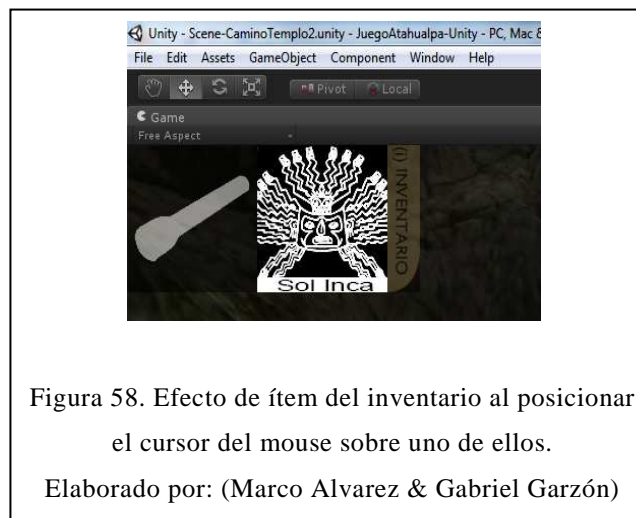 Unity - Scene-CaminoTemplo2.unity - JuegoAtahualpa-Unity - PC, Mac &
File Edit Assets GameObject Component Window Help
Pivot Local
Game
Free Aspect
(i) INVENTARIO
Sol Inca
Figura 58. Efecto de ítem del inventario al posicionar
el cursor del mouse sobre uno de ellos.
Elaborado por: (Marco Alvarez & Gabriel Garzón)